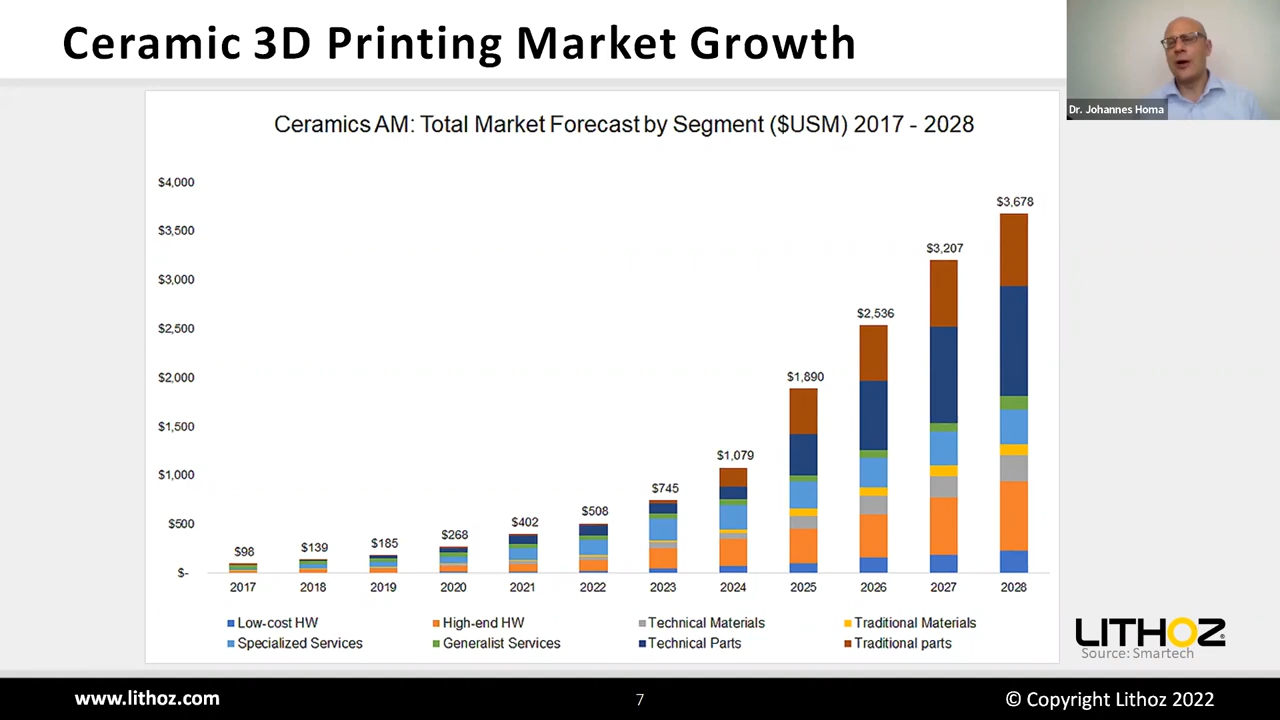 Ceramic 3D Printing Market Growth
Dr. Johannes Homa
Ceramics AM: Total Market Forecast by Segment ($USM) 2017 - 2028
$4,000
$3,500
$3,000
$2,500
$2,000
$1,500
$1,000
$500
$-
$98
$139
$185
$268
$402
$508
$745
$1,079
$1,890
$2,536
$3,207
$3,678
2017 2018 2019 2020 2021 2022 2023 2024 2025 2026 2027 2028
Low-cost HW High-end HW Technical Materials Traditional Materials
Specialized Services Generalist Services Technical Parts Traditional parts
LITHOZ
Source: Smartech
www.lithoz.com 7 © Copyright Lithoz 2022